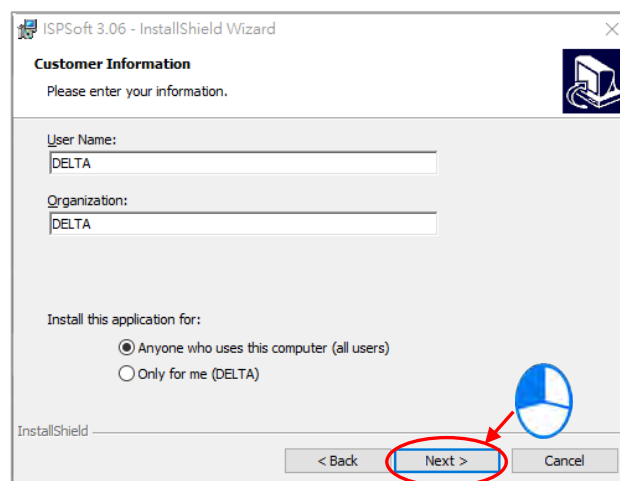 ISPSoft 3.06 - InstallShield Wizard
Customer Information
Please enter your information.
User Name:
DELTA
Organization:
DELTA
Install this application for:
Anyone who uses this computer (all users)
Only for me (DELTA)
InstallShield
< Back Next > Cancel